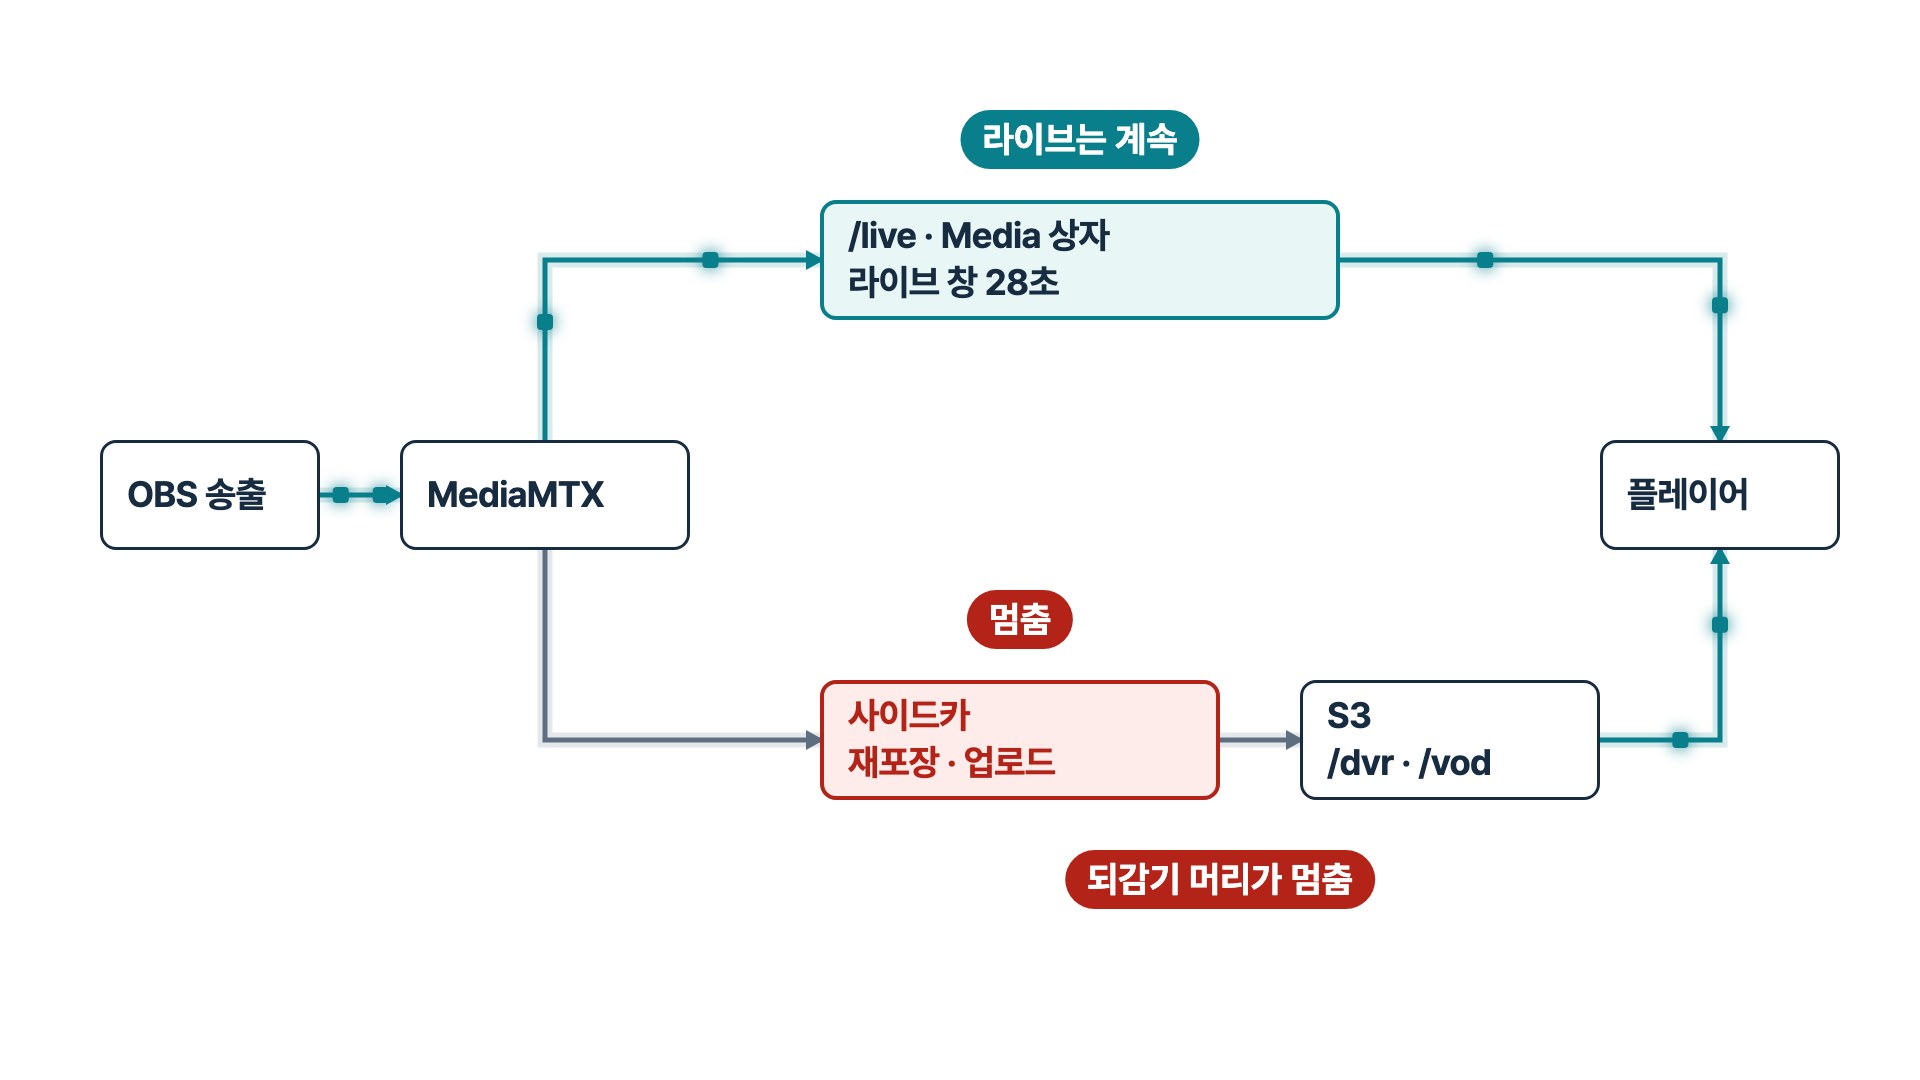 라이브는 계속
/live · Media 상자
라이브 창 28초
OBS 송출
MediaMTX
플레이어
멈춤
사이드카
재포장 · 업로드
S3
/dvr · /vod
되감기 머리가 멈춤